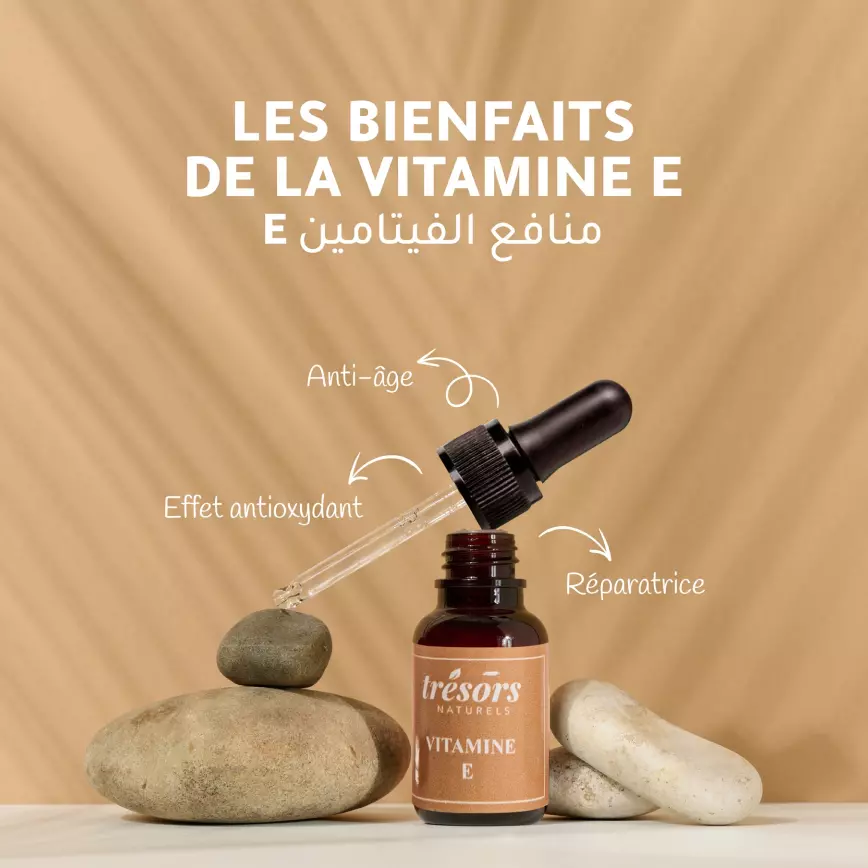 LES BIENFAITS
DE LA VITAMINE E
منافع الفيتامين E
Anti-âge
Effet antioxydant
Réparatrice
trésors
NATURELS
VITAMINE
E